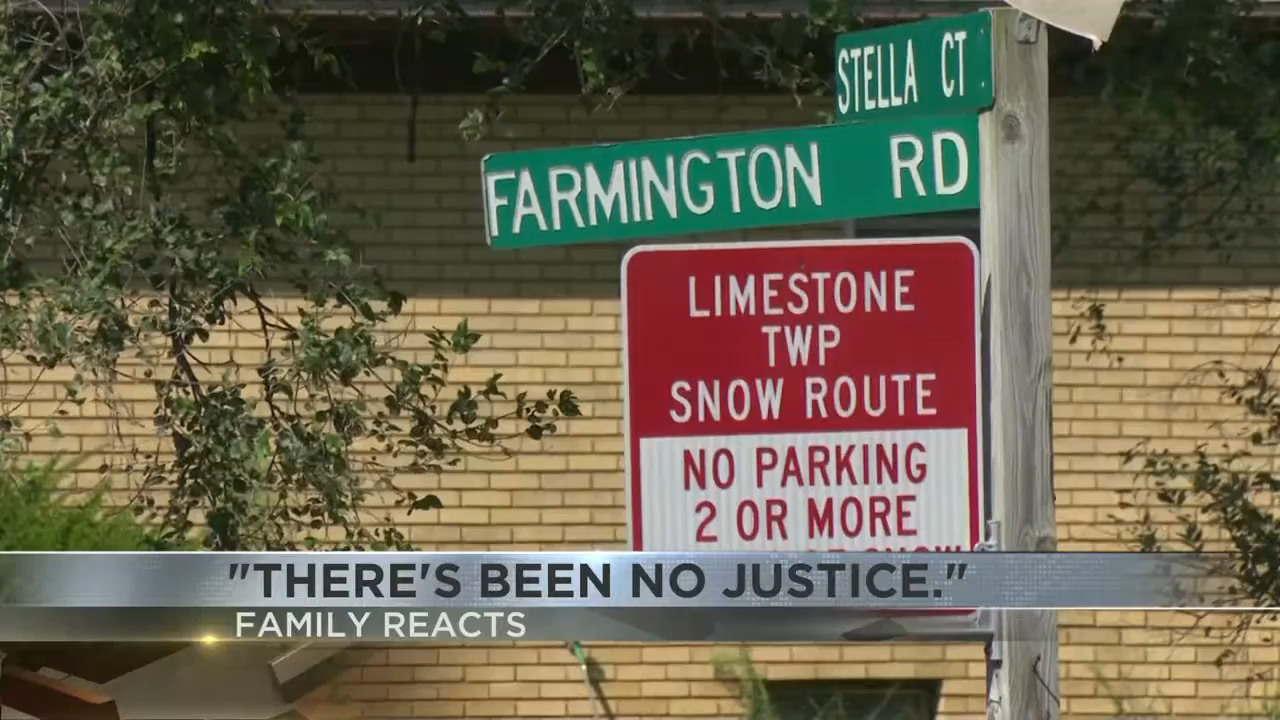 STELLA CT
FARMINGTON RD
LIMESTONE
TWP
SNOW ROUTE
NO PARKING
2 OR MORE
SNOW
"THERE'S BEEN NO JUSTICE."
FAMILY REACTS